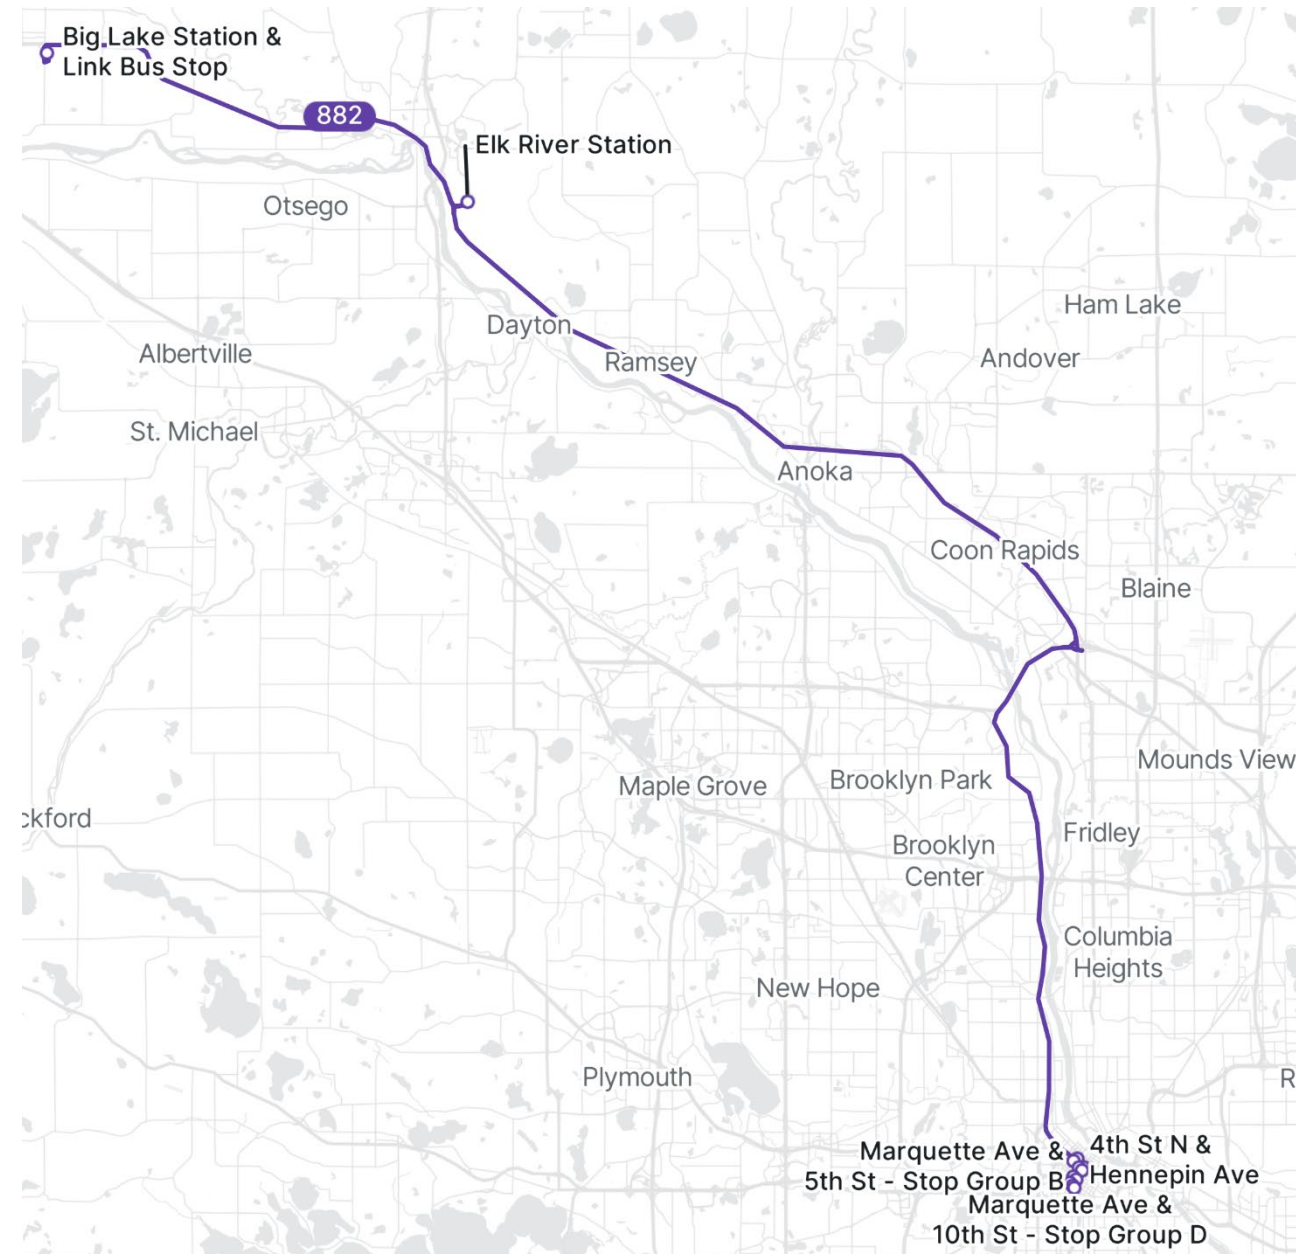 Big Lake Station &
Link Bus Stop
882
Elk River Station
Otsego
Ham Lake
Dayton
Albertville
Ramsey
Andover
St. Michael
Anoka
Coon Rapids
Blaine
Mounds View
Maple Grove
Brooklyn Park
ckford
Fridley
Brooklyn
Center
Columbia
Heights
New Hope
Plymouth
R
Marquette Ave &
5th St - Stop Group B
4th St N &
Hennepin Ave
Marquette Ave &
10th St - Stop Group D